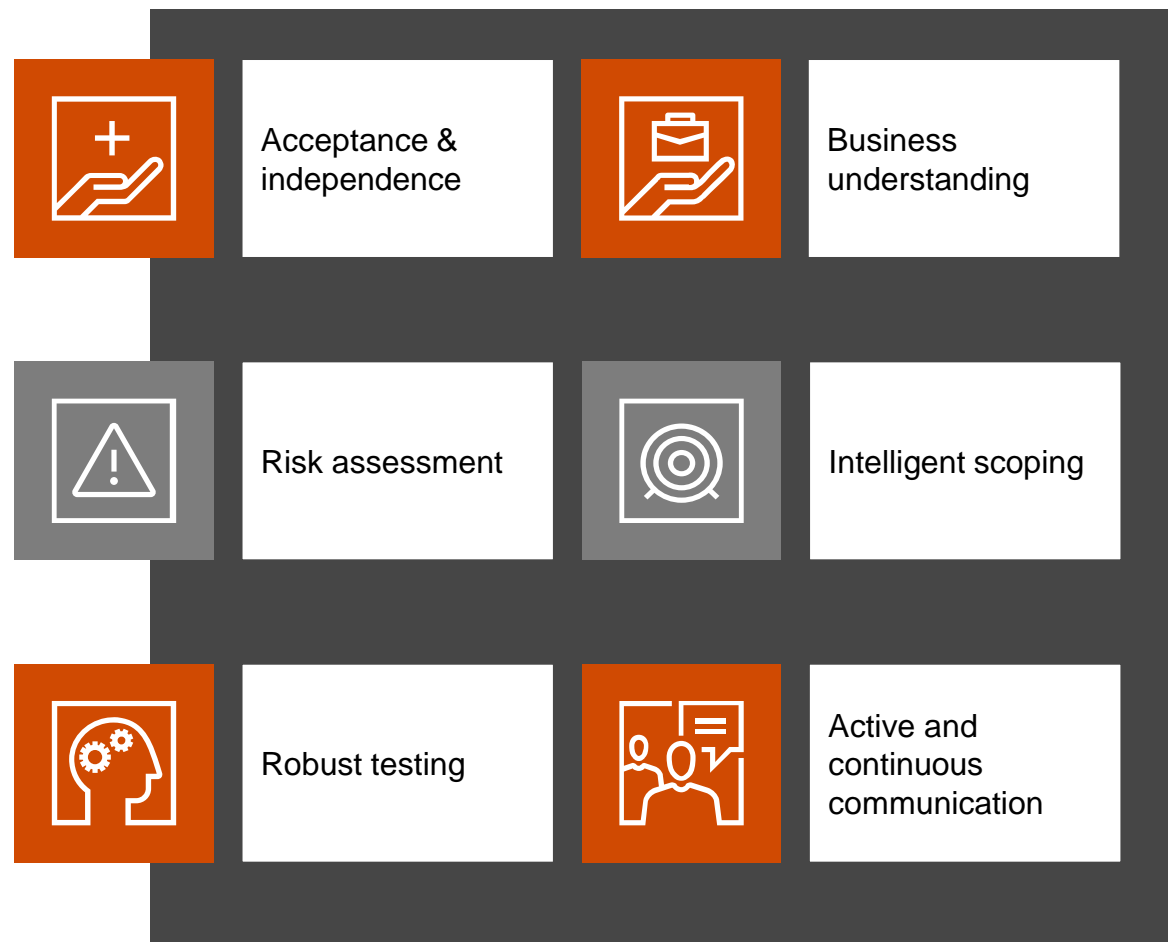 Acceptance &
independence
Business
understanding
Risk assessment
Intelligent scoping
Robust testing
Active and
continuous
communication